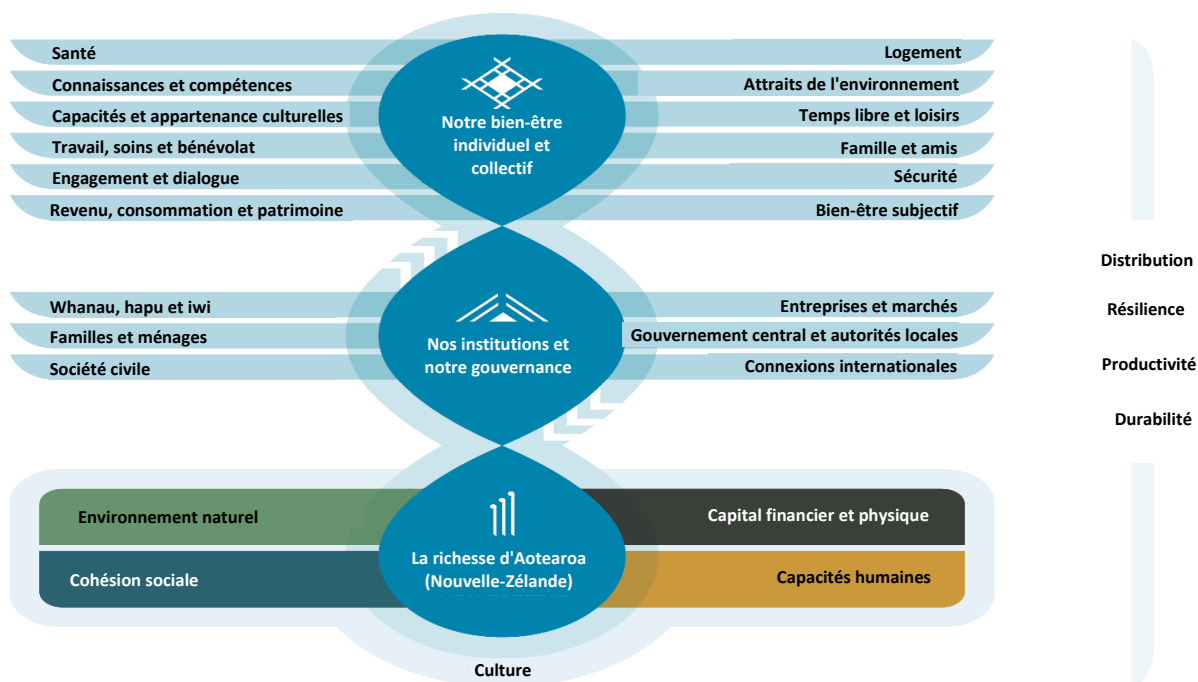 Santé
Connaissances et compétences
Capacités et appartenance culturelles
Travail, soins et bénévolat
Engagement et dialogue
Revenu, consommation et patrimoine
Notre bien-être
individuel et
collectif
Logement
Attraits de l'environnement
Temps libre et loisirs
Famille et amis
Sécurité
Bien-être subjectif
Whanau, hapu et iwi
Familles et ménages
Société civile
Nos institutions et
notre gouvernance
Entreprises et marchés
Gouvernement central et autorités locales
Connexions internationales
Environnement naturel
Cohésion sociale
La richesse d'Aotearoa
(Nouvelle-Zélande)
Capital financier et physique
Capacités humaines
Culture
Distribution
Résilience
Productivité
Durabilité